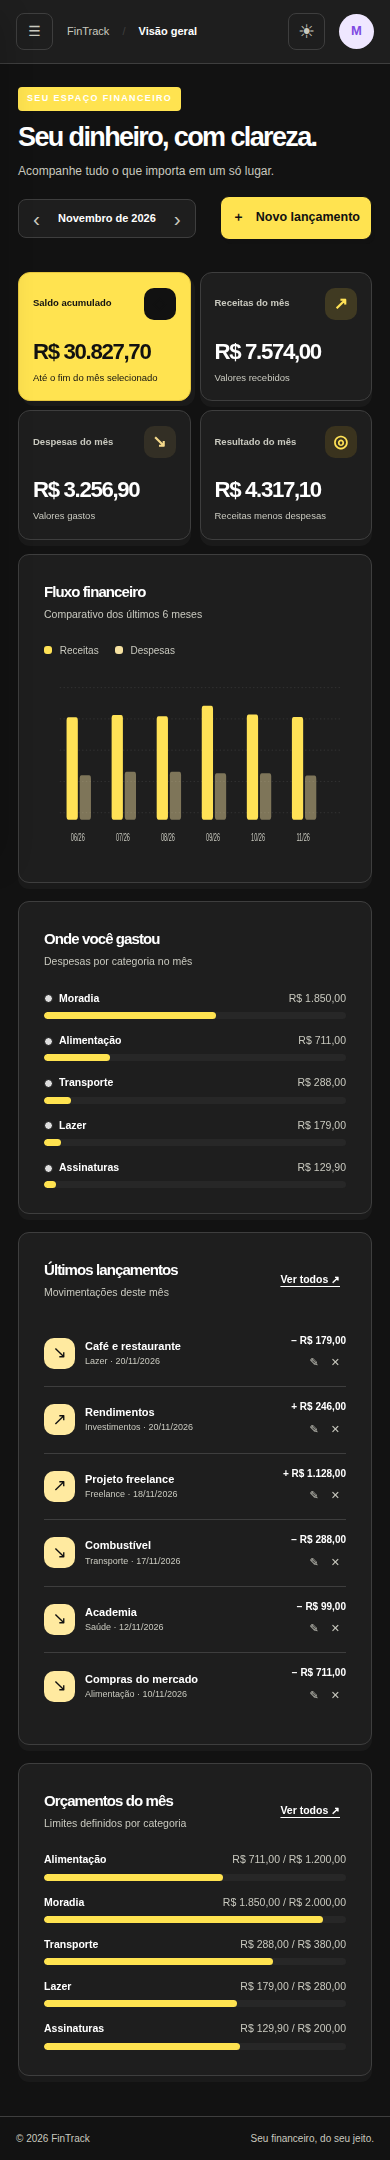 ☰ FinTrack / Visão geral ☀ M
SEU ESPAÇO FINANCEIRO
Seu dinheiro, com clareza.
Acompanhe tudo o que importa em um só lugar.
‹ Novembro de 2026 › + Novo lançamento
Saldo acumulado
R$ 30.827,70
Até o fim do mês selecionado
Receitas do mês ↗
R$ 7.574,00
Valores recebidos
Despesas do mês ↘
R$ 3.256,90
Valores gastos
Resultado do mês ◎
R$ 4.317,10
Receitas menos despesas
Fluxo financeiro
Comparativo dos últimos 6 meses
Receitas Despesas
06/26 07/26 08/26 09/26 10/26 11/26
Onde você gastou
Despesas por categoria no mês
Moradia R$ 1.850,00
Alimentação R$ 711,00
Transporte R$ 288,00
Lazer R$ 179,00
Assinaturas R$ 129,90
Últimos lançamentos
Movimentações deste mês
Ver todos ↗
↘ Café e restaurante − R$ 179,00
Lazer · 20/11/2026 ✎ ✕
↗ Rendimentos + R$ 246,00
Investimentos · 20/11/2026 ✎ ✕
↗ Projeto freelance + R$ 1.128,00
Freelance · 18/11/2026 ✎ ✕
↘ Combustível − R$ 288,00
Transporte · 17/11/2026 ✎ ✕
↘ Academia − R$ 99,00
Saúde · 12/11/2026 ✎ ✕
↘ Compras do mercado − R$ 711,00
Alimentação · 10/11/2026 ✎ ✕
Orçamentos do mês
Limites definidos por categoria
Ver todos ↗
Alimentação R$ 711,00 / R$ 1.200,00
Moradia R$ 1.850,00 / R$ 2.000,00
Transporte R$ 288,00 / R$ 380,00
Lazer R$ 179,00 / R$ 280,00
Assinaturas R$ 129,90 / R$ 200,00
© 2026 FinTrack Seu financeiro, do seu jeito.